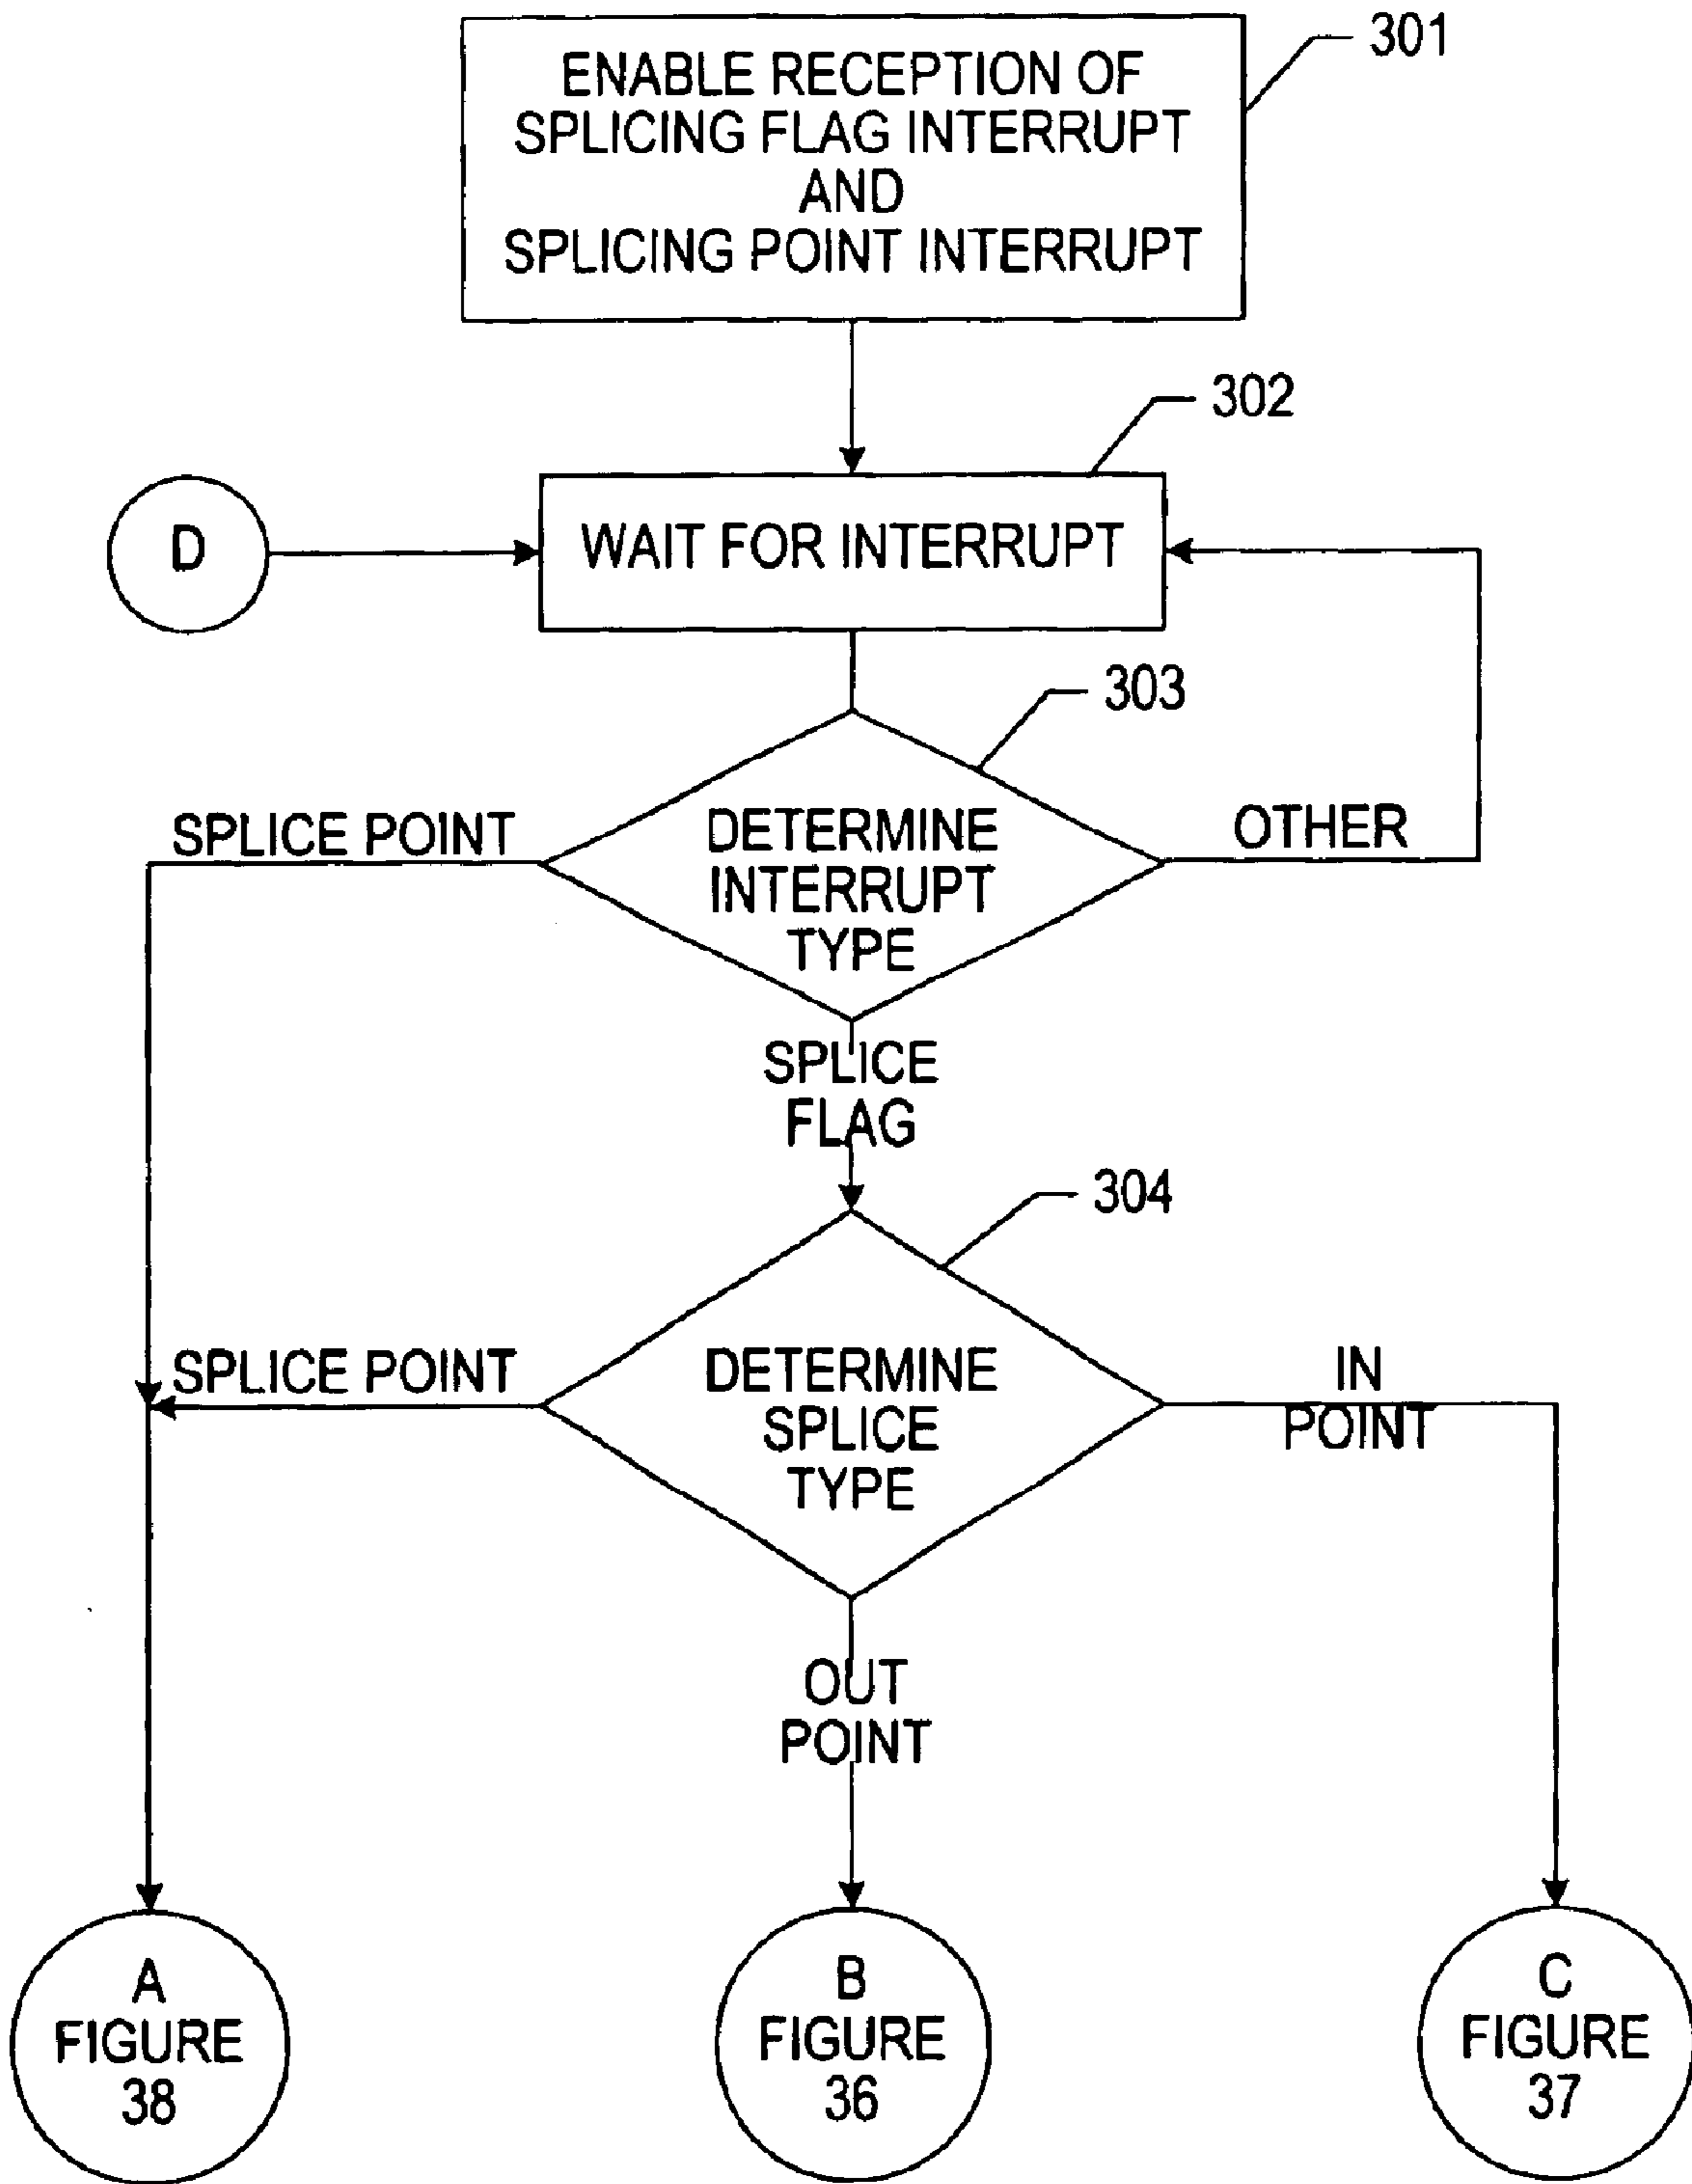 301
ENABLE RECEPTION OF
SPLICING FLAG INTERRUPT
AND
SPLICING POINT INTERRUPT
302
D
WAIT FOR INTERRUPT
303
SPLICE POINT
DETERMINE
INTERRUPT
TYPE
OTHER
SPLICE
FLAG
304
SPLICE POINT
DETERMINE
SPLICE
TYPE
IN
POINT
OUT
POINT
A
FIGURE
38
B
FIGURE
36
C
FIGURE
37